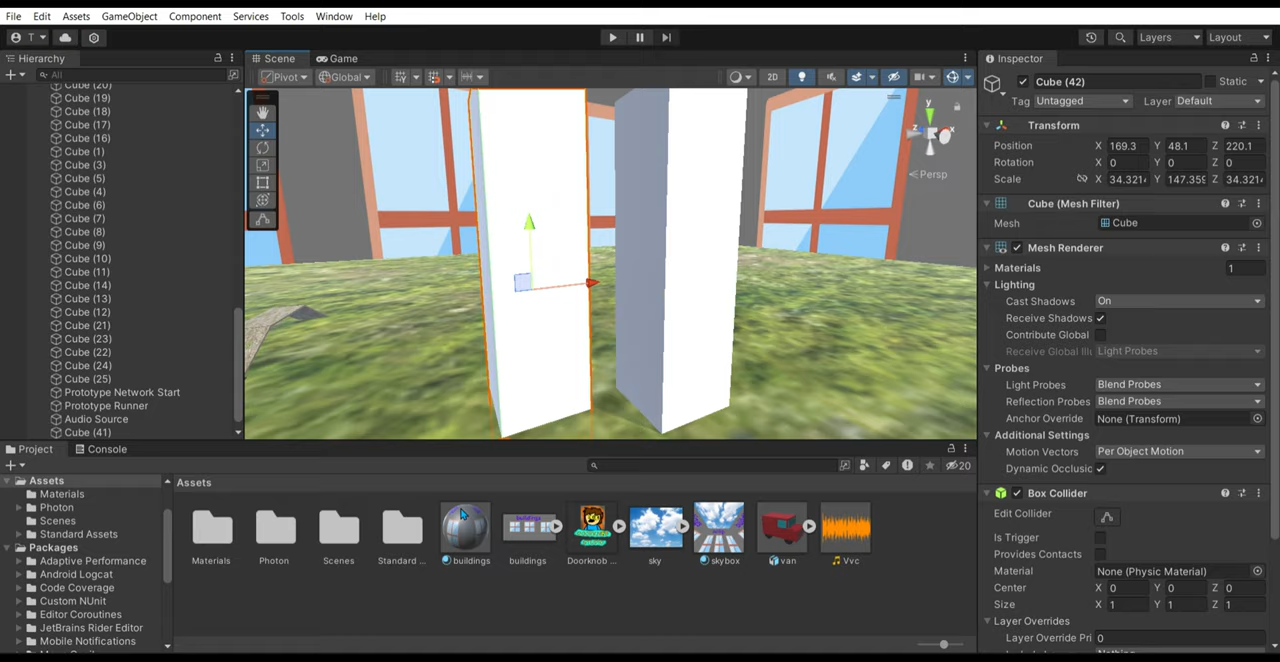 File Edit Assets GameObject Component Services Tools Window Help
T Layers Layout
Hierarchy
All
Cube (20)
Cube (19)
Cube (18)
Cube (17)
Cube (16)
Cube (1)
Cube (3)
Cube (5)
Cube (4)
Cube (6)
Cube (7)
Cube (8)
Cube (9)
Cube (10)
Cube (11)
Cube (14)
Cube (13)
Cube (12)
Cube (21)
Cube (23)
Cube (22)
Cube (24)
Cube (25)
Prototype Network Start
Prototype Runner
Audio Source
Cube (41)
Scene Game
Pivot Global 2D
y
z x
Persp
Inspector
Cube (42) Static
Tag Untagged Layer Default
Transform
Position X 169.3 Y 48.1 Z 220.1
Rotation X 0 Y 0 Z 0
Scale X 34.321 Y 147.359 Z 34.321
Cube (Mesh Filter)
Mesh Cube
Mesh Renderer
Materials 1
Lighting
Cast Shadows On
Receive Shadows
Contribute Global
Receive Global Illu Light Probes
Probes
Light Probes Blend Probes
Reflection Probes Blend Probes
Anchor Override None (Transform)
Additional Settings
Motion Vectors Per Object Motion
Dynamic Occlusic
Box Collider
Edit Collider
Is Trigger
Provides Contacts
Material None (Physic Material)
Center X 0 Y 0 Z 0
Size X 1 Y 1 Z 1
Layer Overrides
Layer Override Pri 0
Project Console
20
Assets
Materials
Photon
Scenes
Standard Assets
Packages
Adaptive Performance
Android Logcat
Code Coverage
Custom NUnit
Editor Coroutines
JetBrains Rider Editor
Mobile Notifications
Assets
Materials Photon Scenes Standard ... buildings buildings Doorknob ... sky skybox van Vvc